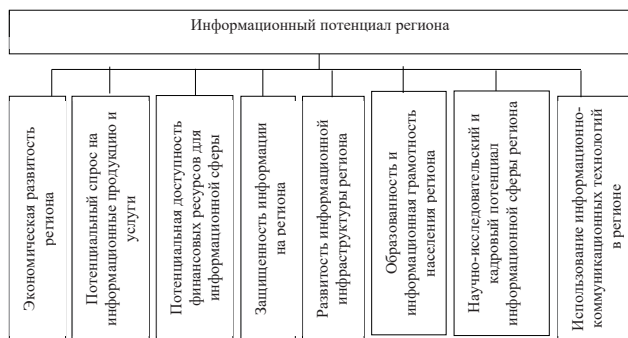 Информационный потенциал региона
Экономическая развитость
региона
Потенциальный спрос на
информационные продукцию и
услуги
Потенциальная доступность
финансовых ресурсов для
информационной сферы
Защищенность информации
на региона
Развитость информационной
инфраструктуры региона
Образованность и
информационная грамотность
населения региона
Научно-исследовательский и
кадровый потенциал
информационной сферы региона
Использование информационно-
коммуникационных технологий
в регионе